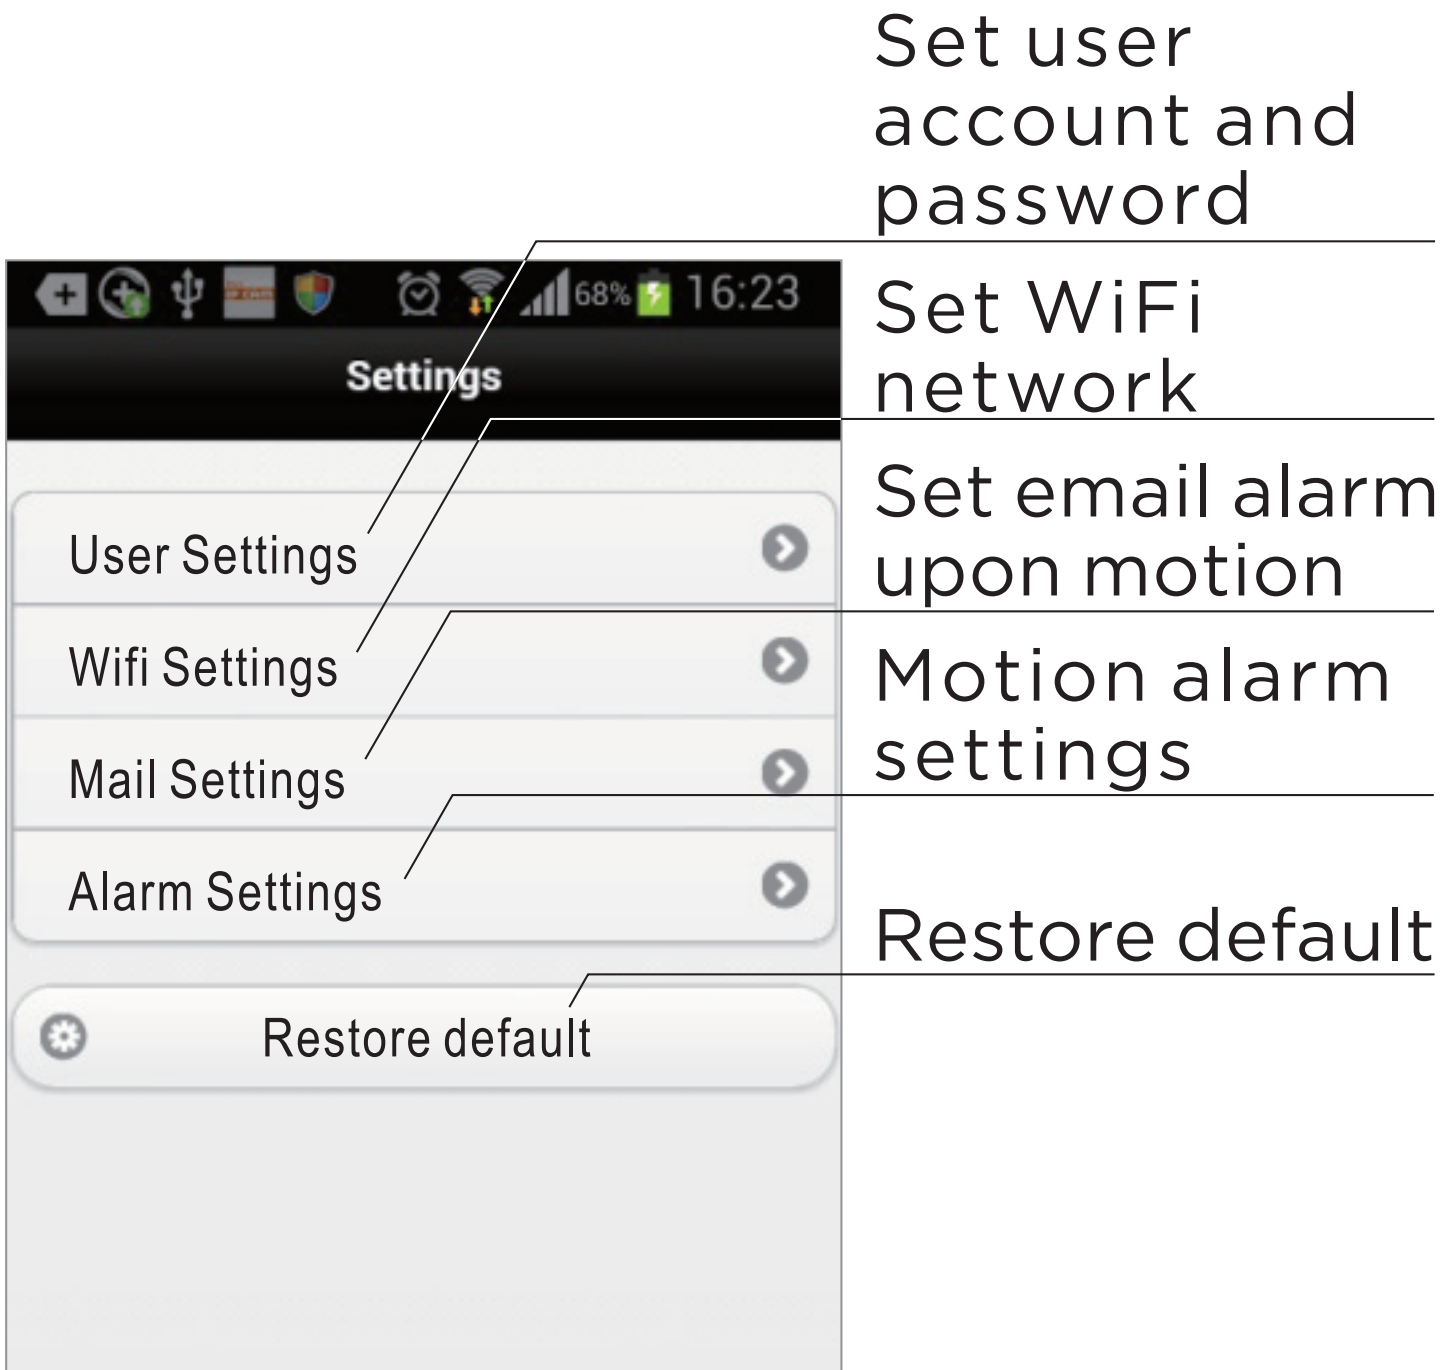 Set user
account and
password
68% 16:23
Set WiFi
network
Settings
Set email alarm
upon motion
User Settings
Wifi Settings
Motion alarm
settings
Mail Settings
Alarm Settings
Restore default
Restore default